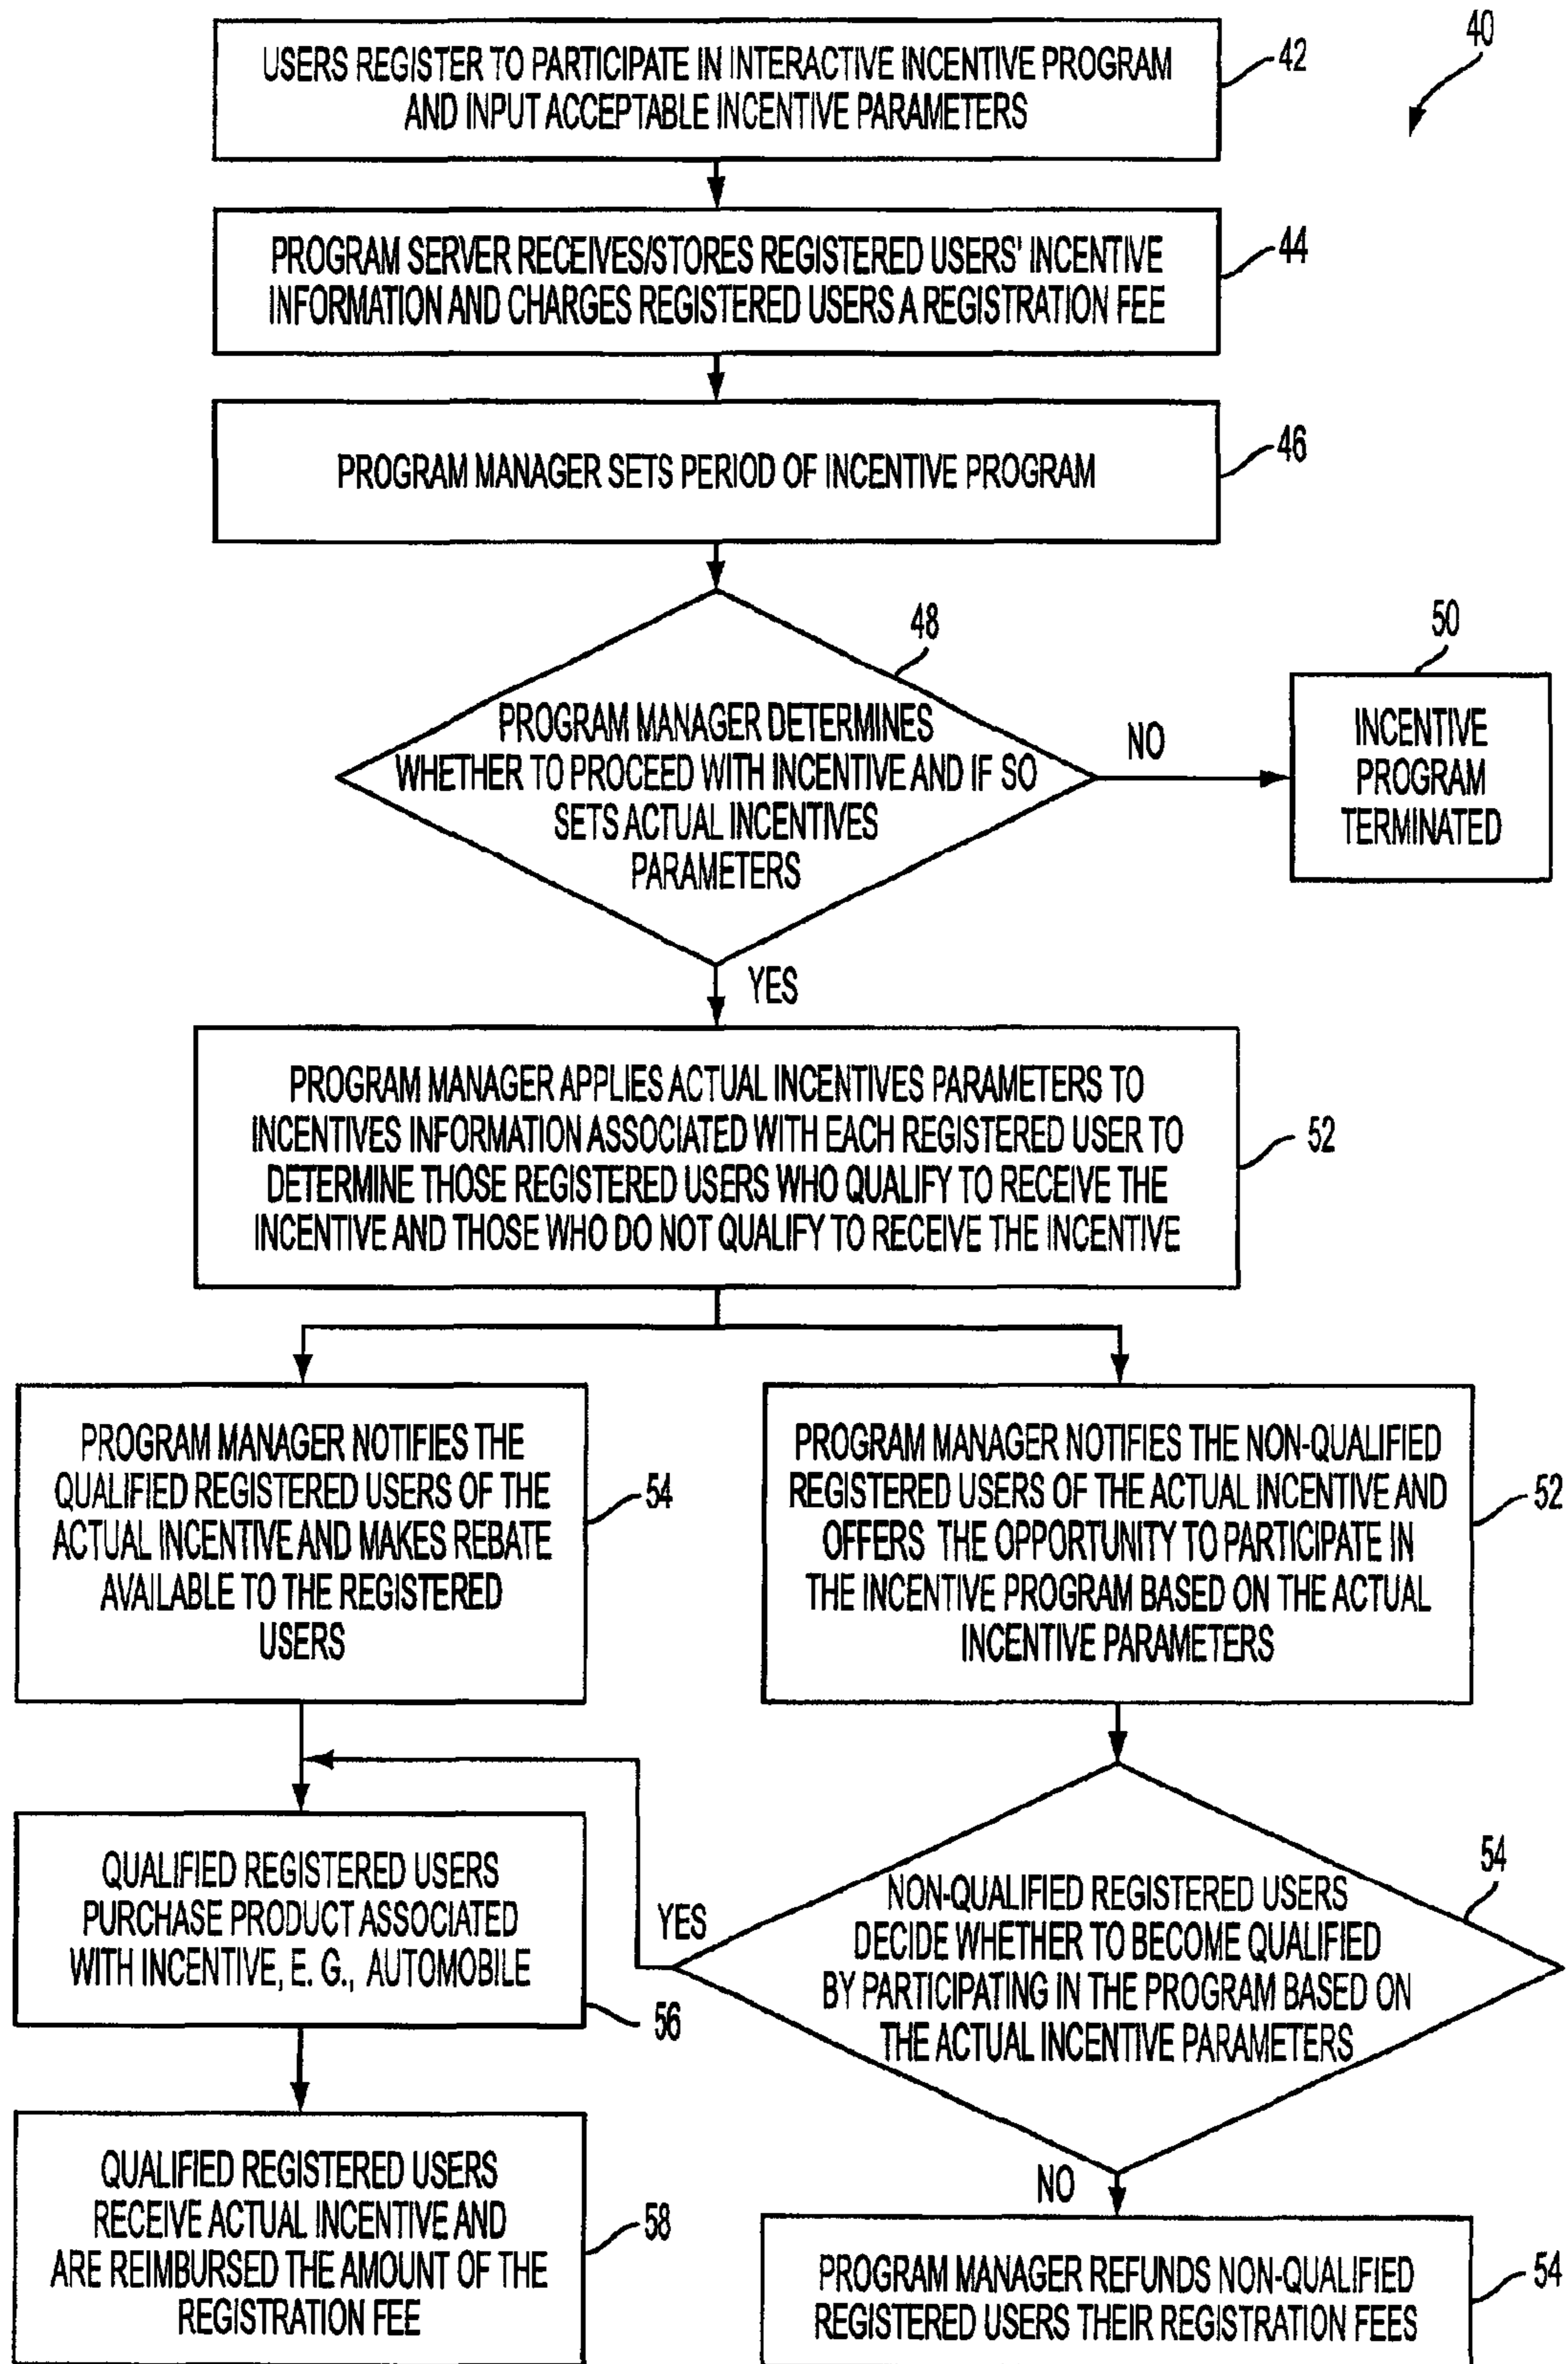 40
USERS REGISTER TO PARTICIPATE IN INTERACTIVE INCENTIVE PROGRAM
AND INPUT ACCEPTABLE INCENTIVE PARAMETERS
42
PROGRAM SERVER RECEIVES/STORES REGISTERED USERS' INCENTIVE
INFORMATION AND CHARGES REGISTERED USERS A REGISTRATION FEE
44
PROGRAM MANAGER SETS PERIOD OF INCENTIVE PROGRAM
46
48
PROGRAM MANAGER DETERMINES
WHETHER TO PROCEED WITH INCENTIVE AND IF SO
SETS ACTUAL INCENTIVES
PARAMETERS
NO
50
INCENTIVE
PROGRAM
TERMINATED
YES
PROGRAM MANAGER APPLIES ACTUAL INCENTIVES PARAMETERS TO
INCENTIVES INFORMATION ASSOCIATED WITH EACH REGISTERED USER TO
DETERMINE THOSE REGISTERED USERS WHO QUALIFY TO RECEIVE THE
INCENTIVE AND THOSE WHO DO NOT QUALIFY TO RECEIVE THE INCENTIVE
52
PROGRAM MANAGER NOTIFIES THE
QUALIFIED REGISTERED USERS OF THE
ACTUAL INCENTIVE AND MAKES REBATE
AVAILABLE TO THE REGISTERED
USERS
54
PROGRAM MANAGER NOTIFIES THE NON-QUALIFIED
REGISTERED USERS OF THE ACTUAL INCENTIVE AND
OFFERS THE OPPORTUNITY TO PARTICIPATE IN
THE INCENTIVE PROGRAM BASED ON THE ACTUAL
INCENTIVE PARAMETERS
52
QUALIFIED REGISTERED USERS
PURCHASE PRODUCT ASSOCIATED
WITH INCENTIVE, E. G., AUTOMOBILE
56
YES
NON-QUALIFIED REGISTERED USERS
DECIDE WHETHER TO BECOME QUALIFIED
BY PARTICIPATING IN THE PROGRAM BASED ON
THE ACTUAL INCENTIVE PARAMETERS
54
NO
QUALIFIED REGISTERED USERS
RECEIVE ACTUAL INCENTIVE AND
ARE REIMBURSED THE AMOUNT OF THE
REGISTRATION FEE
58
PROGRAM MANAGER REFUNDS NON-QUALIFIED
REGISTERED USERS THEIR REGISTRATION FEES
54